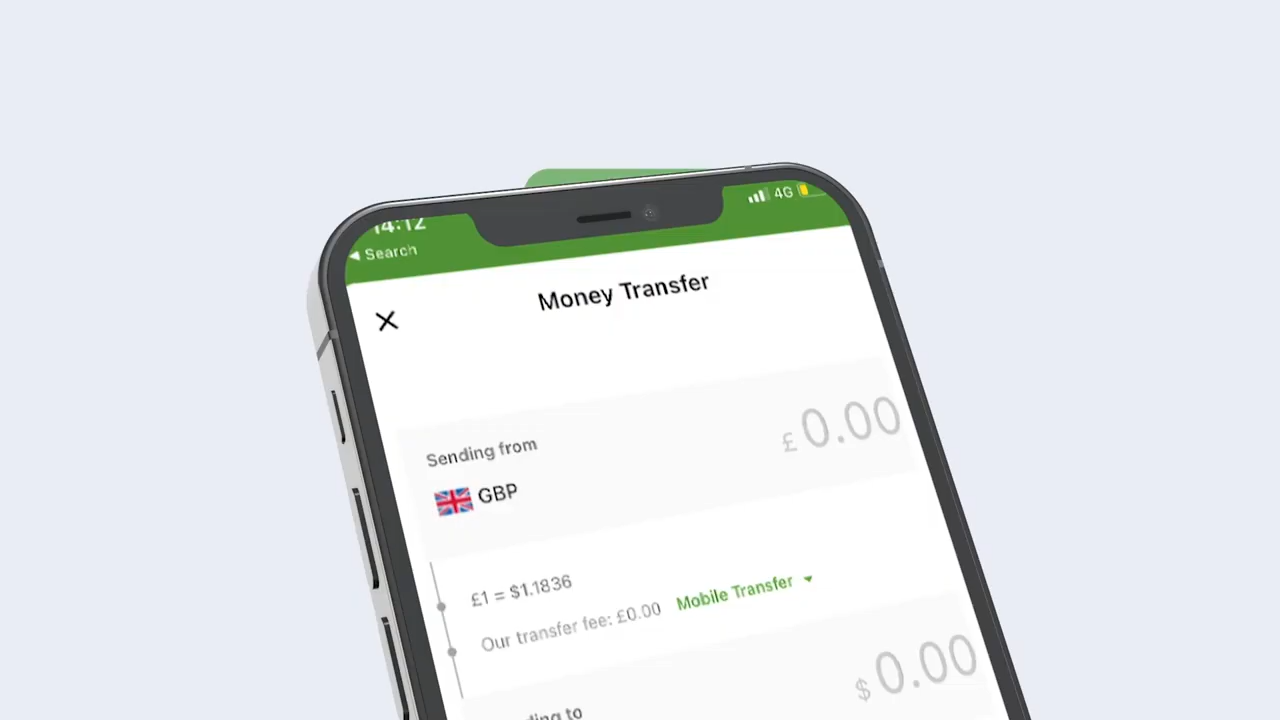 14:12
4G
◀ Search
Money Transfer
£ 0.00
Sending from
GBP
£1 = $1.1836
Our transfer fee: £0.00 Mobile Transfer
$ 0.00
to